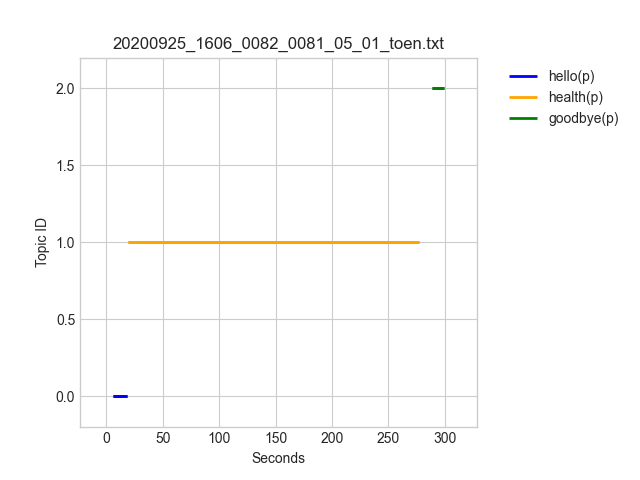 20200925_1606_0082_0081_05_01_toen.txt
hello(p)
health(p)
goodbye(p)
2.0
1.5
1.0
0.5
0.0
Topic ID
0 50 100 150 200 250 300
Seconds